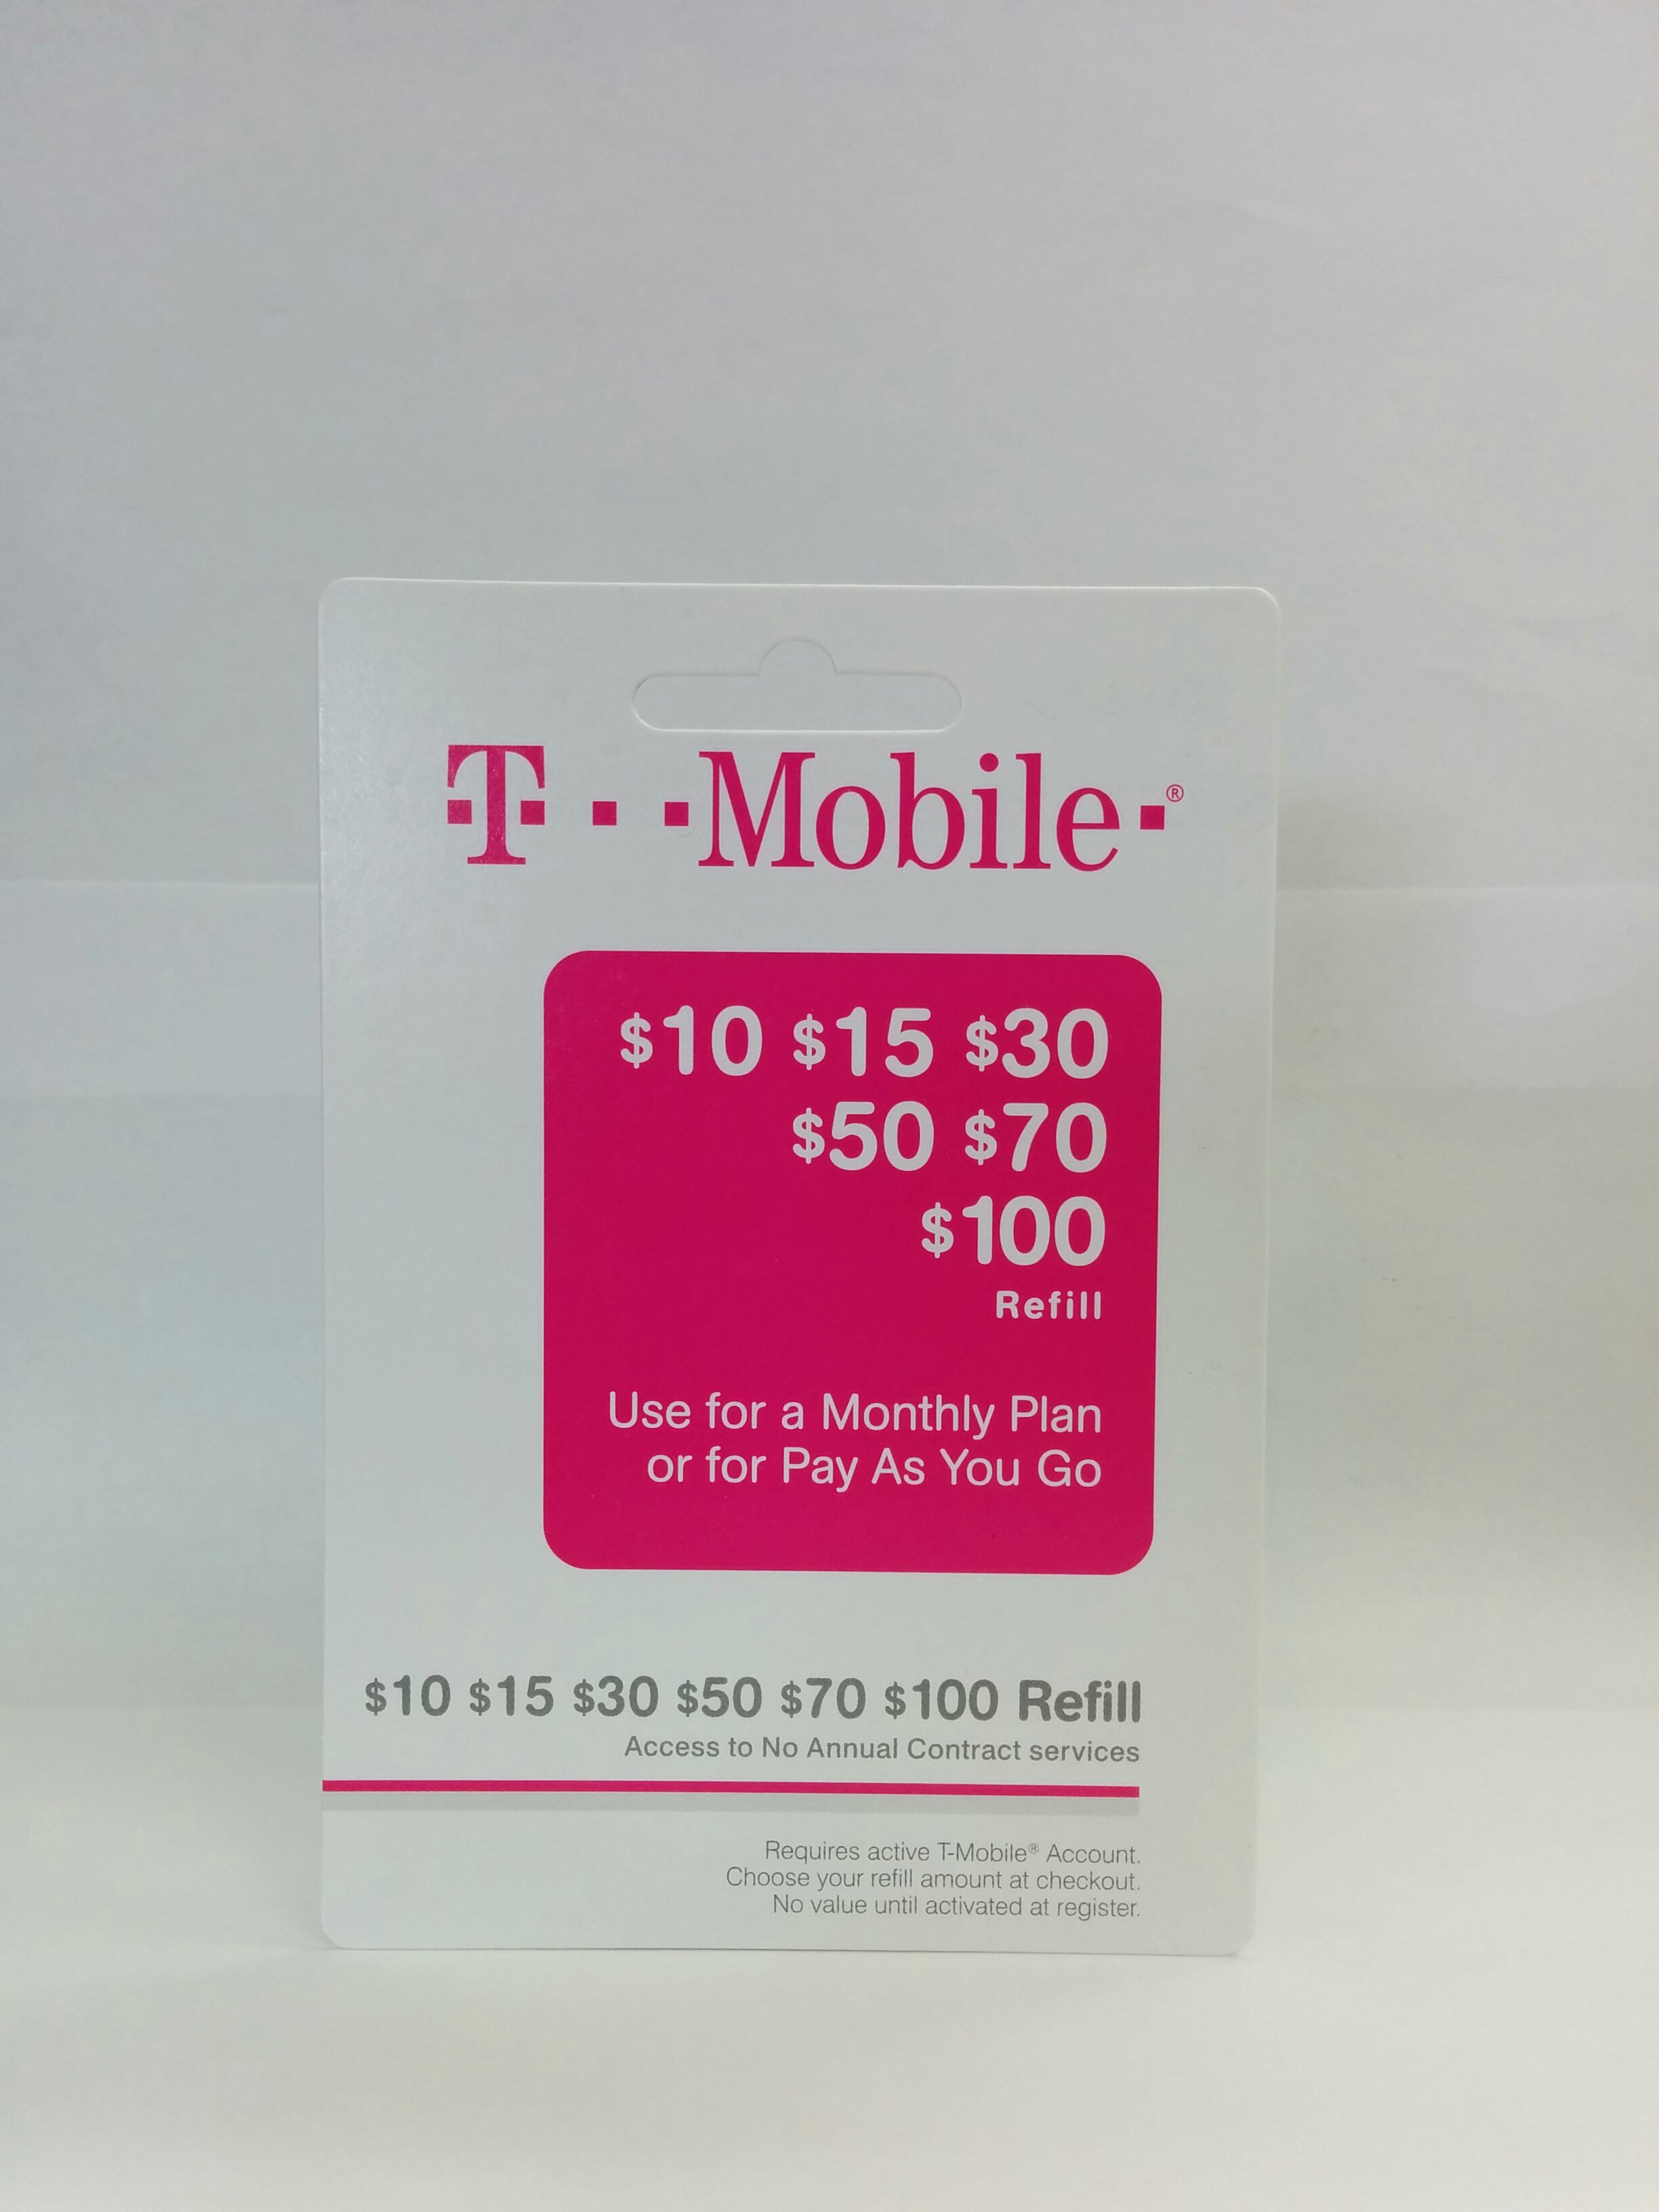 T··Mobile·®
$10 $15 $30
$50 $70
$100
Refill
Use for a Monthly Plan
or for Pay As You Go
$10 $15 $30 $50 $70 $100 Refill
Access to No Annual Contract services
Requires active T-Mobile® Account.
Choose your refill amount at checkout.
No value until activated at register.